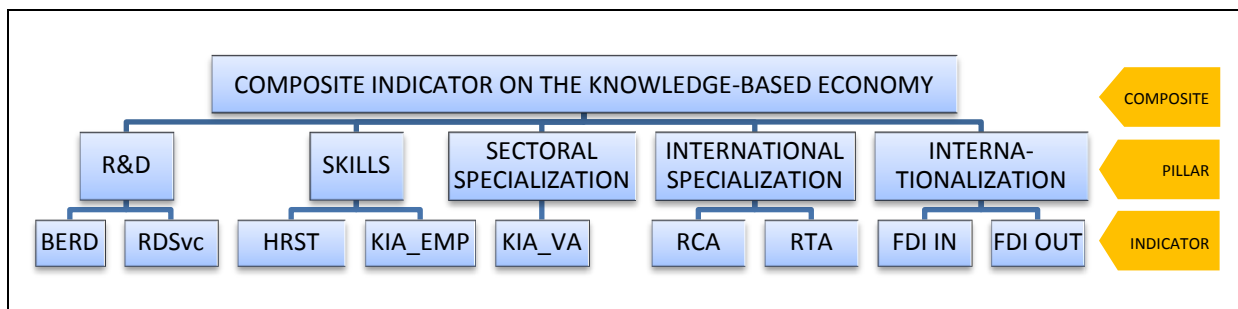 COMPOSITE INDICATOR ON THE KNOWLEDGE-BASED ECONOMY
COMPOSITE
R&D
SKILLS
SECTORAL
SPECIALIZATION
INTERNATIONAL
SPECIALIZATION
INTERNA-
TIONALIZATION
PILLAR
BERD
RDSvc
HRST
KIA_EMP
KIA_VA
RCA
RTA
FDI IN
FDI OUT
INDICATOR